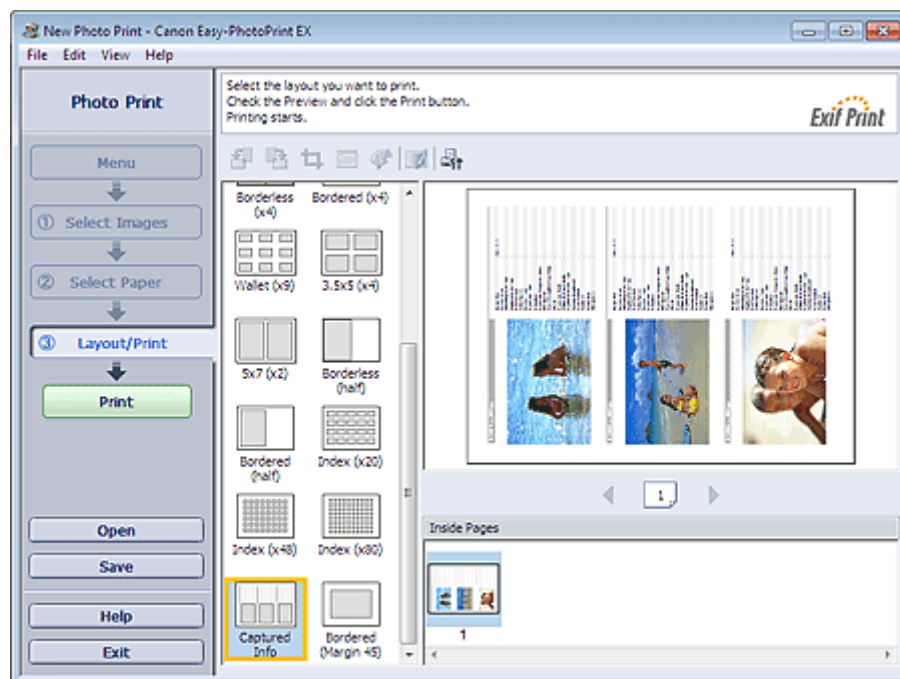 New Photo Print - Canon Easy-PhotoPrint EX
File Edit View Help
Photo Print
Select the layout you want to print.
Check the Preview and click the Print button.
Printing starts.
Exif Print
Menu
① Select Images
② Select Paper
③ Layout/Print
Print
Open
Save
Help
Exit
Borderless
(x4)
Bordered (x4)
Wallet (x9)
3.5x5 (x4)
5x7 (x2)
Borderless
(half)
Bordered
(half)
Index (x20)
Index (x48)
Index (x80)
Captured
Info
Bordered
(Margin 45)
1
Inside Pages
1